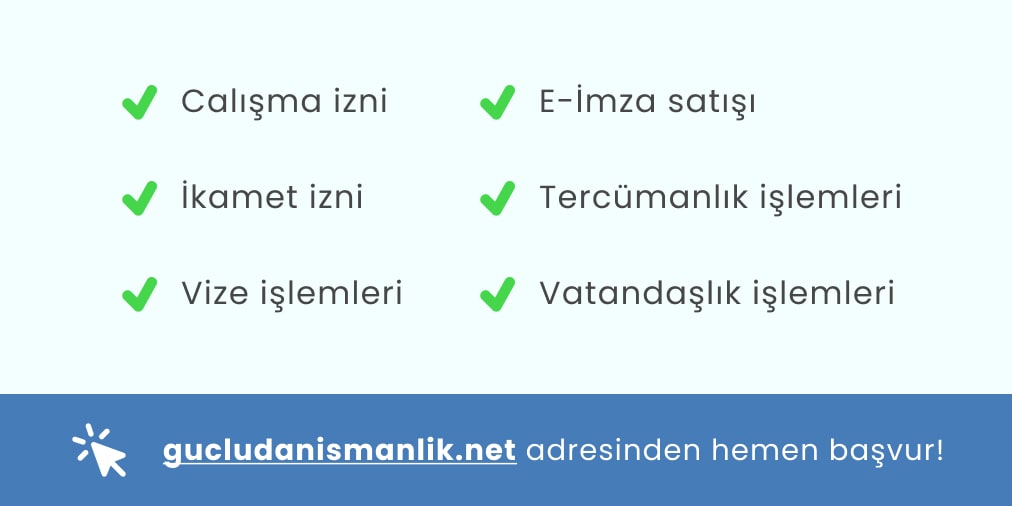 Calışma izni
İkamet izni
Vize işlemleri
E-İmza satışı
Tercümanlık işlemleri
Vatandaşlık işlemleri
gucludanismanlik.net adresinden hemen başvur!